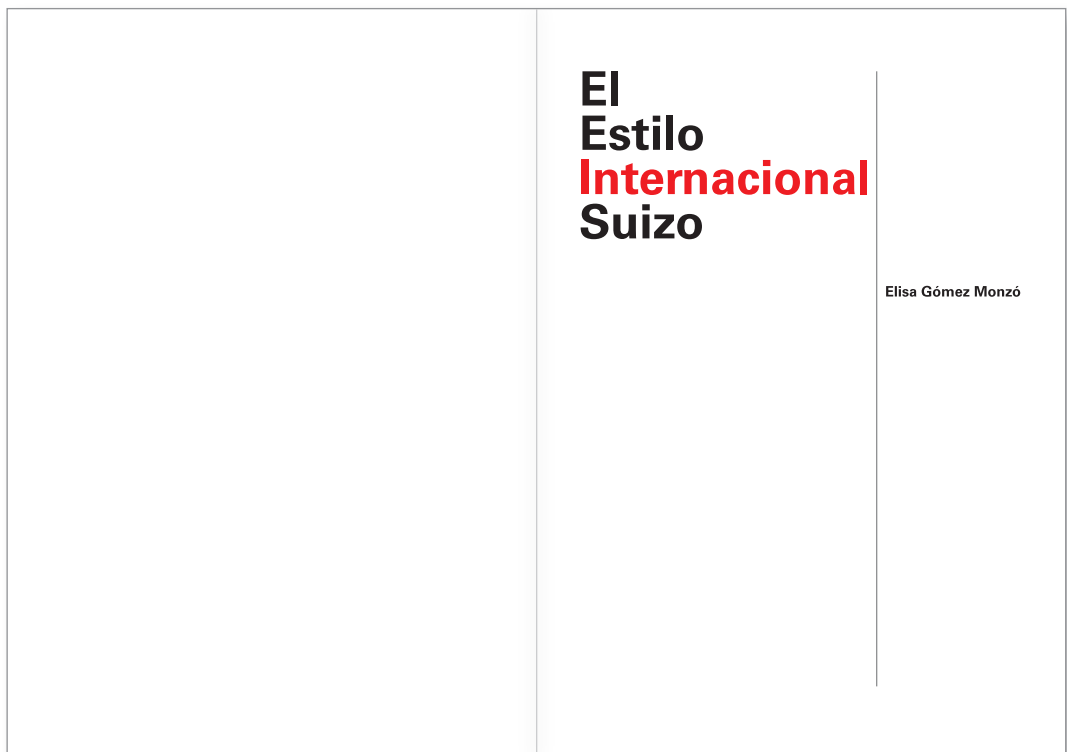 El
Estilo
Internacional
Suizo
Elisa Gómez Monzó